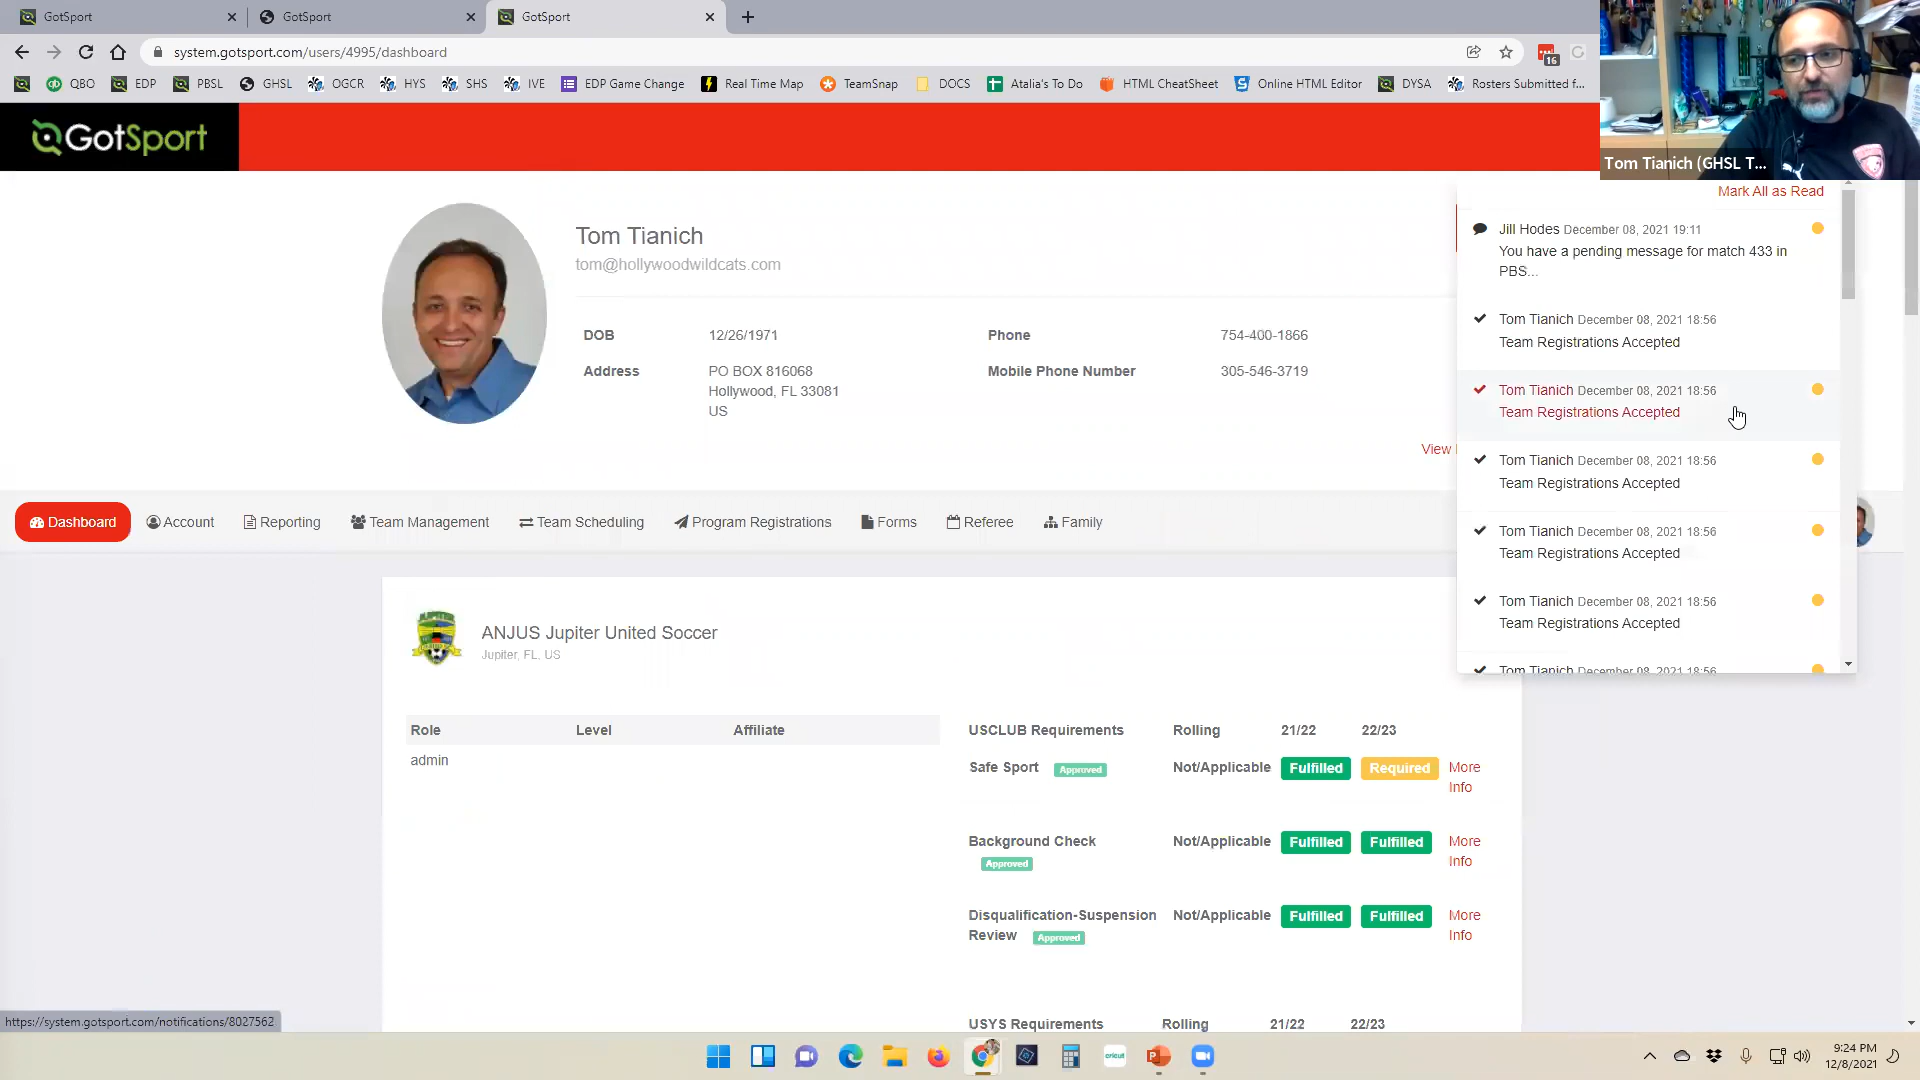 GotSport
GotSport
GotSport
system.gotsport.com/users/4995/dashboard
16
QBO
EDP
PBSL
GHSL
OGCR
HYS
SHS
IVE
EDP Game Change
Real Time Map
TeamSnap
DOCS
Atalia's To Do
HTML CheatSheet
Online HTML Editor
DYSA
Rosters Submitted f...
GotSport
Tom Tianich (GHSL T...
Mark All as Read
Tom Tianich
tom@hollywoodwildcats.com
DOB
12/26/1971
Phone
754-400-1866
Address
PO BOX 816068
Hollywood, FL 33081
US
Mobile Phone Number
305-546-3719
View
Jill Hodes December 08, 2021 19:11
You have a pending message for match 433 in
PBS...
Tom Tianich December 08, 2021 18:56
Team Registrations Accepted
Tom Tianich December 08, 2021 18:56
Team Registrations Accepted
Tom Tianich December 08, 2021 18:56
Team Registrations Accepted
Tom Tianich December 08, 2021 18:56
Team Registrations Accepted
Tom Tianich December 08, 2021 18:56
Team Registrations Accepted
Tom Tianich December 08, 2021 18:56
Dashboard
Account
Reporting
Team Management
Team Scheduling
Program Registrations
Forms
Referee
Family
JUPITER
ANJUS Jupiter United Soccer
Jupiter, FL, US
Role
Level
Affiliate
admin
USCLUB Requirements
Rolling
21/22
22/23
Safe Sport
Approved
Not/Applicable
Fulfilled
Required
More
Info
Background Check
Approved
Not/Applicable
Fulfilled
Fulfilled
More
Info
Disqualification-Suspension
Review
Approved
Not/Applicable
Fulfilled
Fulfilled
More
Info
USYS Requirements
Rolling
21/22
22/23
https://system.gotsport.com/notifications/8027562
cricut
9:24 PM
12/8/2021